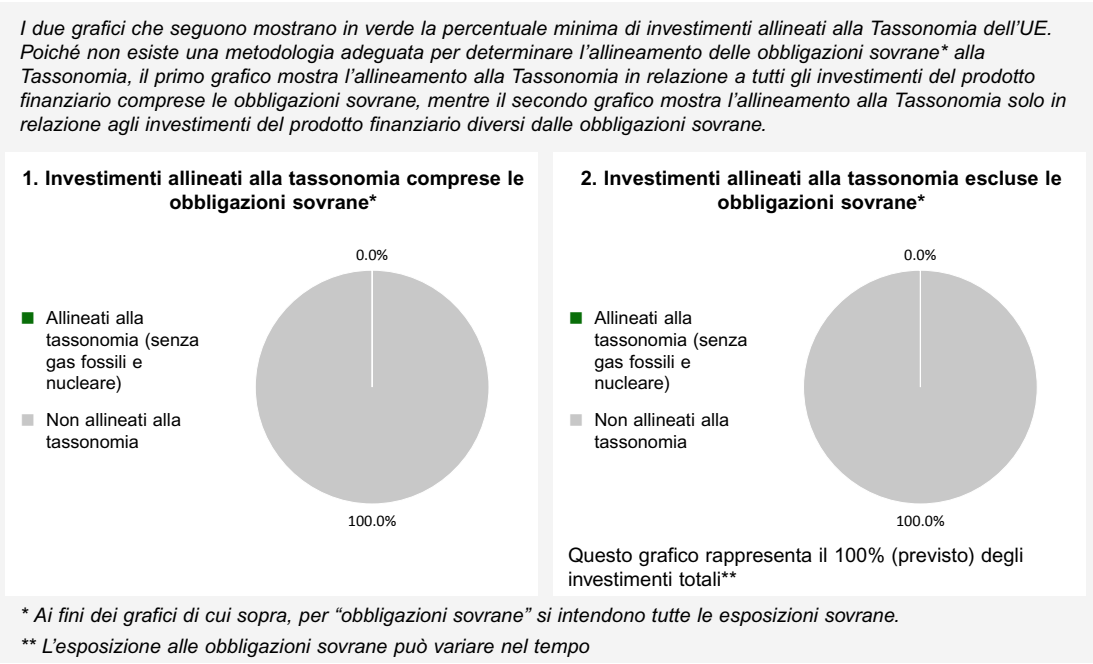 I due grafici che seguono mostrano in verde la percentuale minima di investimenti allineati alla Tassonomia dell’UE.
Poiché non esiste una metodologia adeguata per determinare l’allineamento delle obbligazioni sovrane* alla
Tassonomia, il primo grafico mostra l’allineamento alla Tassonomia in relazione a tutti gli investimenti del prodotto
finanziario comprese le obbligazioni sovrane, mentre il secondo grafico mostra l’allineamento alla Tassonomia solo in
relazione agli investimenti del prodotto finanziario diversi dalle obbligazioni sovrane.
1. Investimenti allineati alla tassonomia comprese le
obbligazioni sovrane*
0.0%
Allineati alla
tassonomia (senza
gas fossili e
nucleare)
Non allineati alla
tassonomia
100.0%
2. Investimenti allineati alla tassonomia escluse le
obbligazioni sovrane*
0.0%
Allineati alla
tassonomia (senza
gas fossili e
nucleare)
Non allineati alla
tassonomia
100.0%
Questo grafico rappresenta il 100% (previsto) degli
investimenti totali**
* Ai fini dei grafici di cui sopra, per “obbligazioni sovrane” si intendono tutte le esposizioni sovrane.
** L’esposizione alle obbligazioni sovrane può variare nel tempo